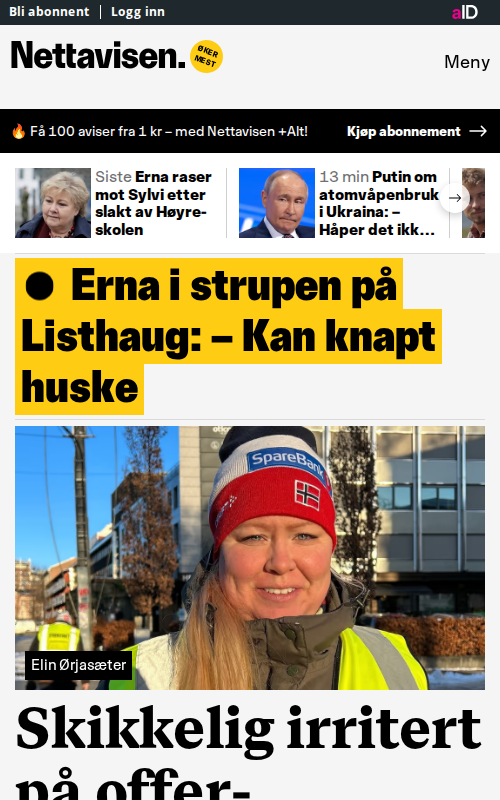 Bli abonnent Logg inn aID
Nettavisen.
ØKER
MEST
Meny
🔥 Få 100 aviser fra 1 kr – med Nettavisen +Alt! Kjøp abonnement →
Siste Erna raser
mot Sylvi etter
slakt av Høyre-
skolen
13 min Putin om
atomvåpenbruk
i Ukraina: –
Håper det ikk...
Erna i strupen på
Listhaug: – Kan knapt
huske
SpareBan
Elin Ørjasæter
Skikkelig irritert
på offer-